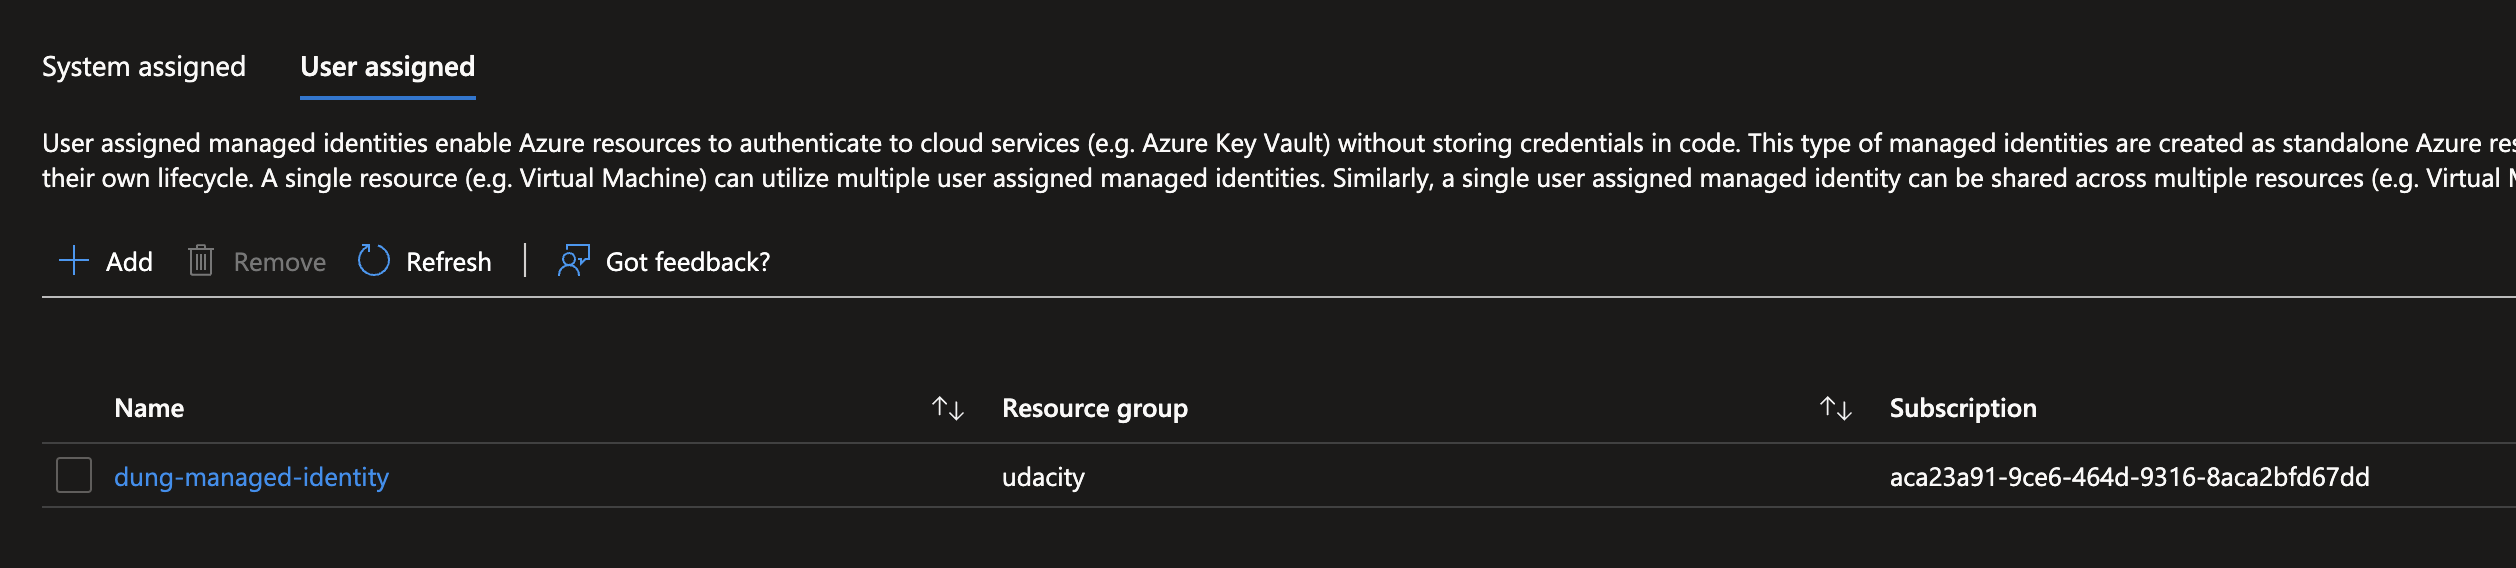 System assigned User assigned
User assigned managed identities enable Azure resources to authenticate to cloud services (e.g. Azure Key Vault) without storing credentials in code. This type of managed identities are created as standalone Azure
their own lifecycle. A single resource (e.g. Virtual Machine) can utilize multiple user assigned managed identities. Similarly, a single user assigned managed identity can be shared across multiple resources (e.g. Virtual
Add Remove Refresh | Got feedback?
Name Resource group Subscription
dung-managed-identity udacity aca23a91-9ce6-464d-9316-8aca2bfd67dd